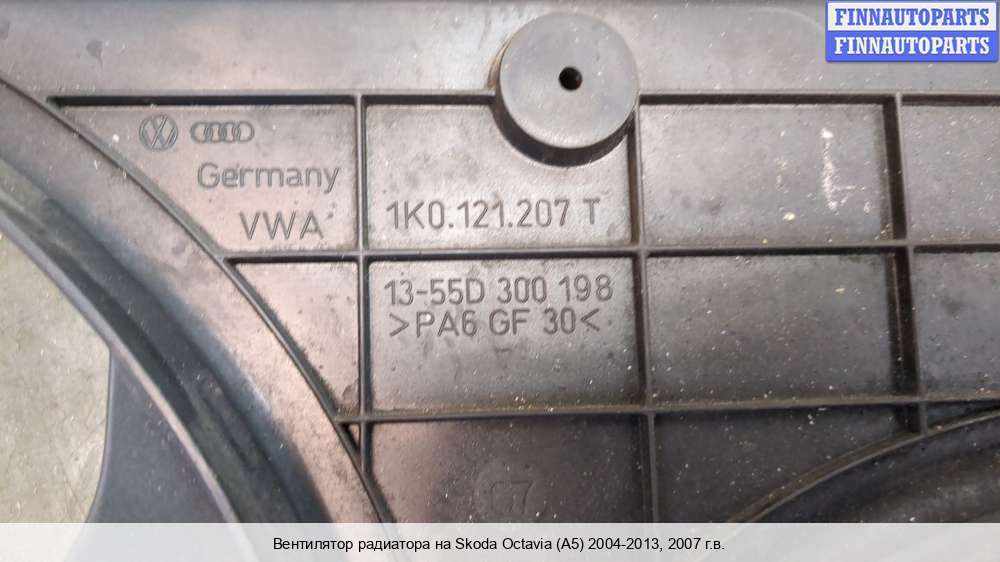 FINNAUTOPARTS
FINNAUTOPARTS
Germany
VWA
1K0.121.207 T
13-55D 300 198
>PA6 GF 30<
Вентилятор радиатора на Skoda Octavia (A5) 2004-2013, 2007 г.в.